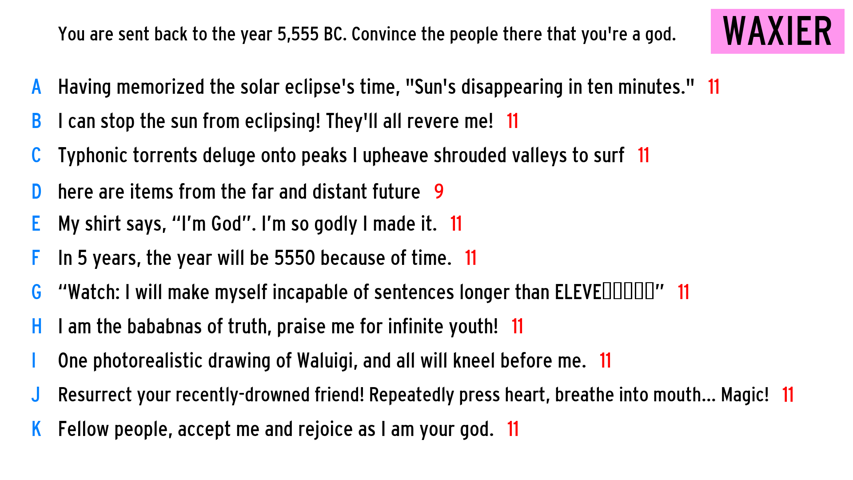 You are sent back to the year 5,555 BC. Convince the people there that you're a god.
WAXIER
A Having memorized the solar eclipse's time, "Sun's disappearing in ten minutes." 11
B I can stop the sun from eclipsing! They'll all revere me! 11
C Typhonic torrents deluge onto peaks I upheave shrouded valleys to surf 11
D here are items from the far and distant future 9
E My shirt says, “I’m God”. I’m so godly I made it. 11
F In 5 years, the year will be 5550 because of time. 11
G “Watch: I will make myself incapable of sentences longer than ELEVE▯▯▯▯▯” 11
H I am the bababnas of truth, praise me for infinite youth! 11
I One photorealistic drawing of Waluigi, and all will kneel before me. 11
J Resurrect your recently-drowned friend! Repeatedly press heart, breathe into mouth... Magic! 11
K Fellow people, accept me and rejoice as I am your god. 11